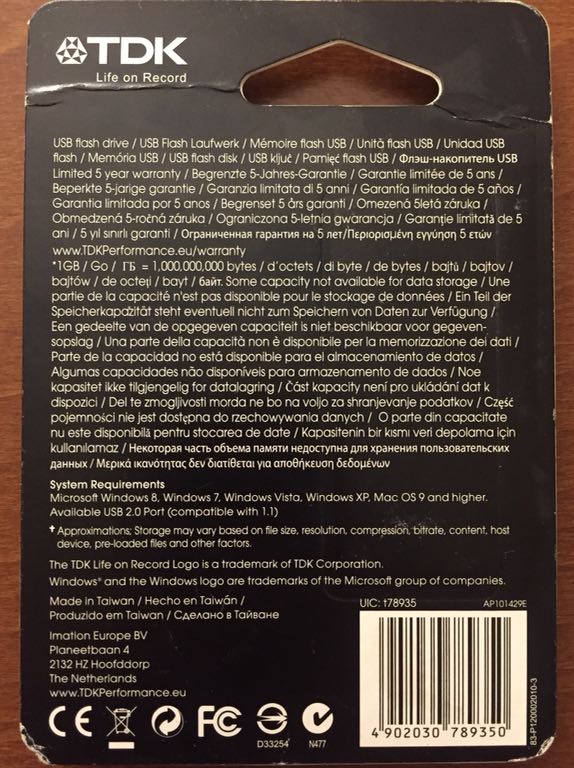 TDK
Life on Record
USB flash drive / USB Flash Laufwerk / Mémoire flash USB / Unità flash USB / Unidad USB
flash / Memória USB / USB flash disk / USB ključ / Pamięć flash USB / Флэш-накопитель USB
Limited 5 year warranty / Begrenzte 5-Jahres-Garantie / Garantie limitée de 5 ans /
Beperkte 5-jarige garantie / Garanzia limitata di 5 anni / Garantía limitada de 5 años /
Garantia limitada por 5 anos / Begrenset 5 års garanti / Omezená 5letá záruka /
Obmedzená 5-ročná záruka / Ograniczona 5-letnia gwarancja / Garanție limitată de 5
ani / 5 yıl sınırlı garanti / Ограниченная гарантия на 5 лет/Περιορισμένη εγγύηση 5 ετών
www.TDKPerformance.eu/warranty
*1GB / Go / ГБ = 1,000,000,000 bytes / d'octets / di byte / de bytes / bajtů / bajtov /
bajtów / de octeți / bayt / байт. Some capacity not available for data storage / Une
partie de la capacité n'est pas disponible pour le stockage de données / Ein Teil der
Speicherkapazität steht eventuell nicht zum Speichern von Daten zur Verfügung /
Een gedeelte van de opgegeven capaciteit is niet beschikbaar voor gegeven-
sopslag / Una parte della capacità non è disponibile per la memorizzazione dei dati /
Parte de la capacidad no está disponible para el almacenamiento de datos /
Algumas capacidades não disponíveis para armazenamento de dados / Noe
kapasitet ikke tilgjengelig for datalagring / Část kapacity není pro ukládání dat k
dispozici / Del te zmogljivosti morda ne bo na voljo za shranjevanje podatkov / Część
pojemności nie jest dostępna do rzechowywania danych / O parte din capacitate
nu este disponibilă pentru stocarea de date / Kapasitenin bir kısmı veri depolama için
kullanılamaz / Некоторая часть объема памяти недоступна для хранения пользовательских
данных / Μερικά ικανότητας δεν διατίθεται για αποθήκευση δεδομένων
System Requirements
Microsoft Windows 8, Windows 7, Windows Vista, Windows XP, Mac OS 9 and higher.
Available USB 2.0 Port (compatible with 1.1)
✝ Approximations; Storage may vary based on file size, resolution, compression, bitrate, content, host
device, pre-loaded files and other factors.
The TDK Life on Record Logo is a trademark of TDK Corporation.
Windows® and the Windows logo are trademarks of the Microsoft group of companies.
Made in Taiwan / Hecho en Taiwán /
Produzido em Taiwan / Сделано в Тайване
Imation Europe BV
Planeetbaan 4
2132 HZ Hoofddorp
The Netherlands
www.TDKPerformance.eu
CE
FC
D33254
N477
UIC: t78935
AP101429E
4 902030 789350
83-P120002010-3